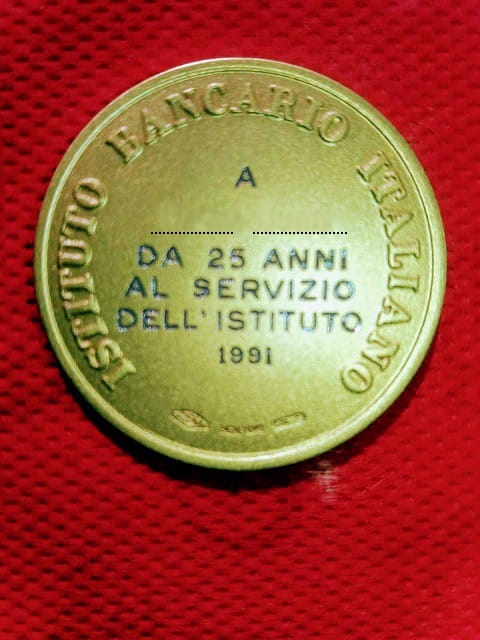 ISTITUTO BANCARIO ITALIANO
A
DA 25 ANNI
AL SERVIZIO
DELL'ISTITUTO
1991